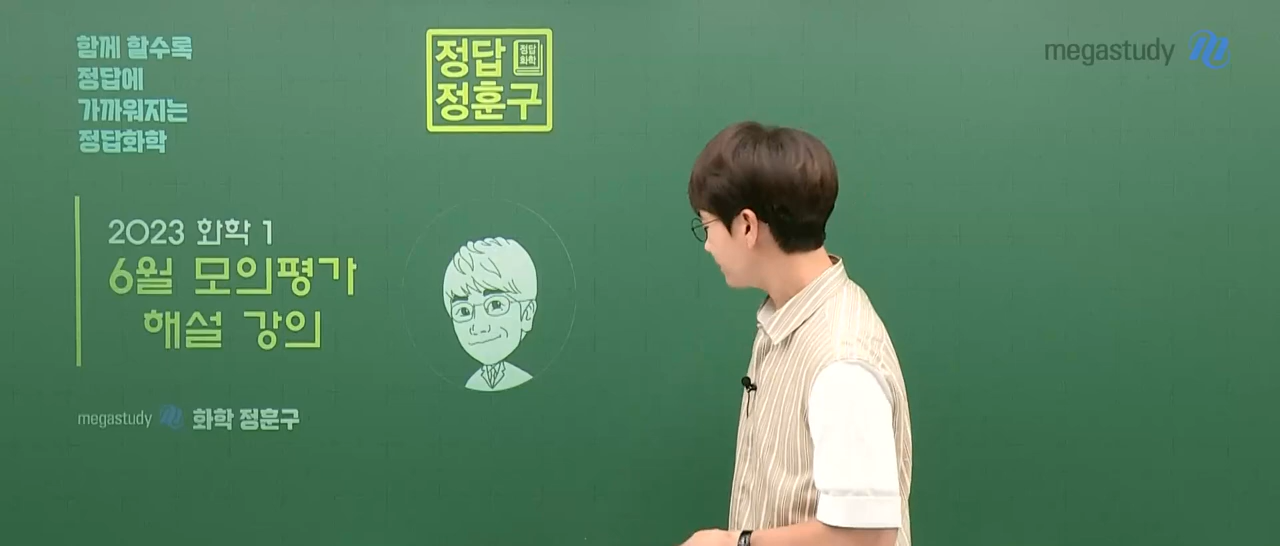 함께 할수록
정답에
가까워지는
정답화학
정답
정답
화학
정훈구
megastudy
2023 화학 1
6월 모의평가
해설 강의
megastudy 화학 정훈구